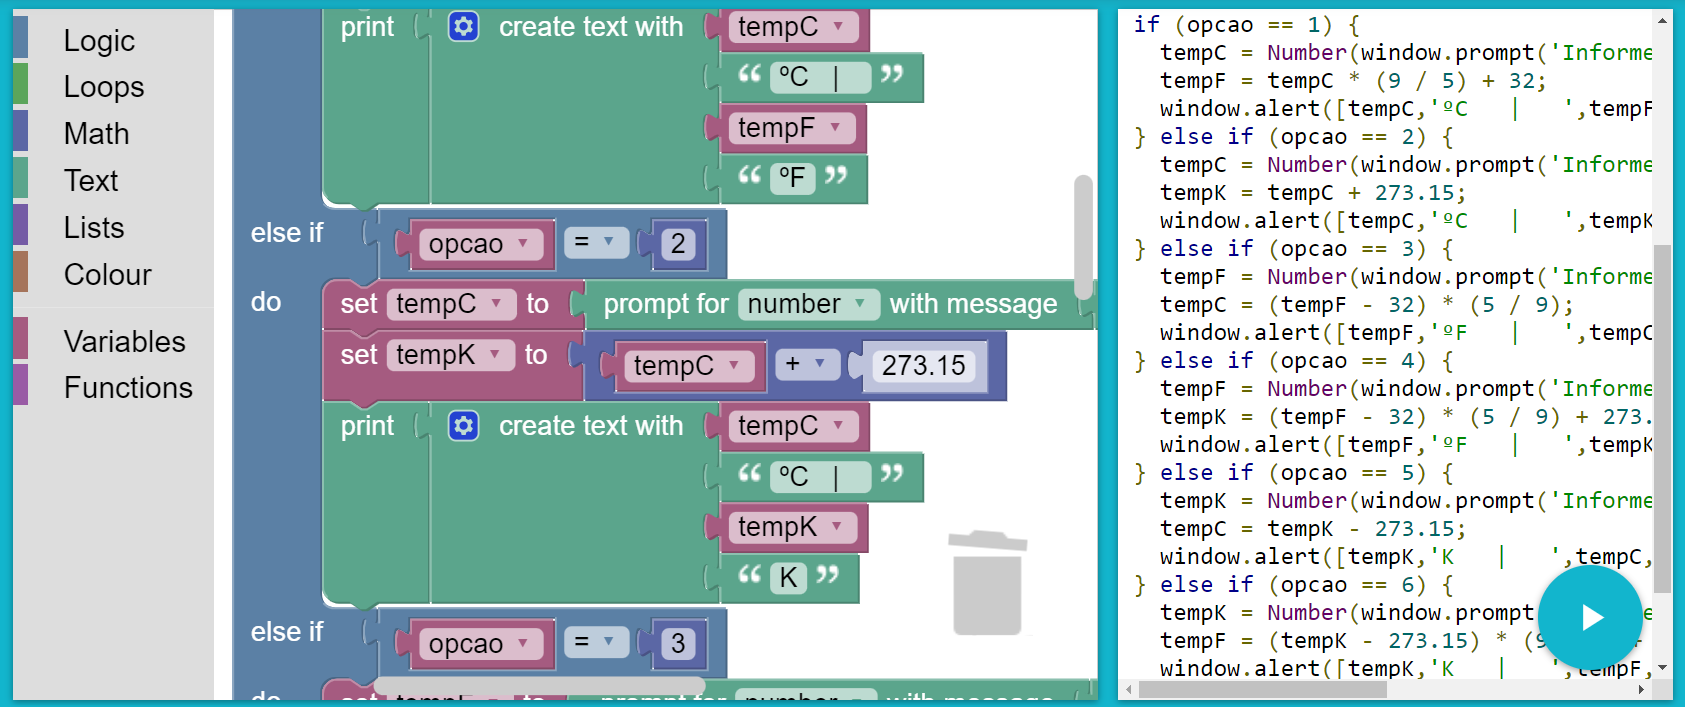 Logic
Loops
Math
Text
Lists
Colour
Variables
Functions
print create text with tempC
“ ºC   | ”
tempF
“ ºF ”
else if opcao = 2
do set tempC to prompt for number with message
set tempK to tempC + 273.15
print create text with tempC
“ ºC   | ”
tempK
“ K ”
else if opcao = 3
do set to prompt for number with message
if (opcao == 1) {
  tempC = Number(window.prompt('Informe
  tempF = tempC * (9 / 5) + 32;
  window.alert([tempC,'ºC   |   ',tempF
} else if (opcao == 2) {
  tempC = Number(window.prompt('Informe
  tempK = tempC + 273.15;
  window.alert([tempC,'ºC   |   ',tempK
} else if (opcao == 3) {
  tempF = Number(window.prompt('Informe
  tempC = (tempF - 32) * (5 / 9);
  window.alert([tempF,'ºF   |   ',tempC
} else if (opcao == 4) {
  tempF = Number(window.prompt('Informe
  tempK = (tempF - 32) * (5 / 9) + 273.
  window.alert([tempF,'ºF   |   ',tempK
} else if (opcao == 5) {
  tempK = Number(window.prompt('Informe
  tempC = tempK - 273.15;
  window.alert([tempK,'K   |   ',tempC,
} else if (opcao == 6) {
  tempK = Number(window.prompt
  tempF = (tempK - 273.15) * (9
  window.alert([tempK,'K   |   ',tempF,